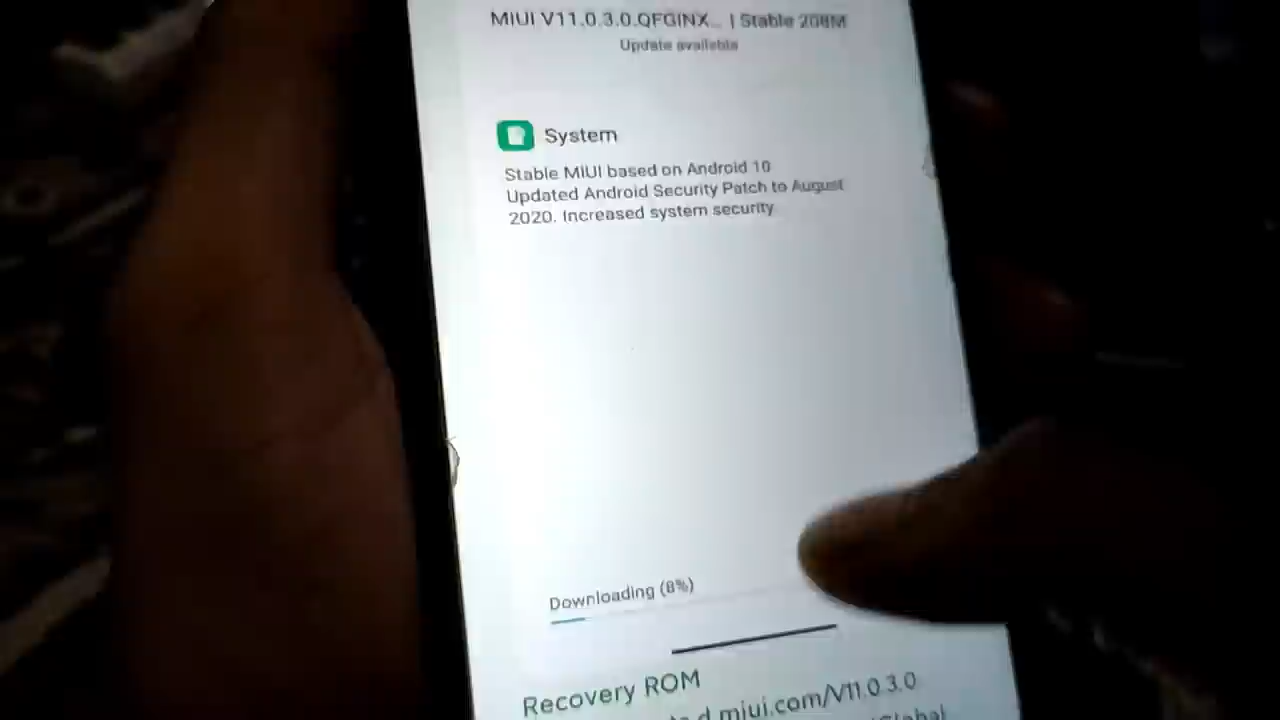 MIUI V11.0.3.0.QFGINX... | Stable 208M
Update available
System
Stable MIUI based on Android 10
Updated Android Security Patch to August
2020. Increased system security.
Downloading (8%)
Recovery ROM
d.miui.com/V11.0.3.0
Global